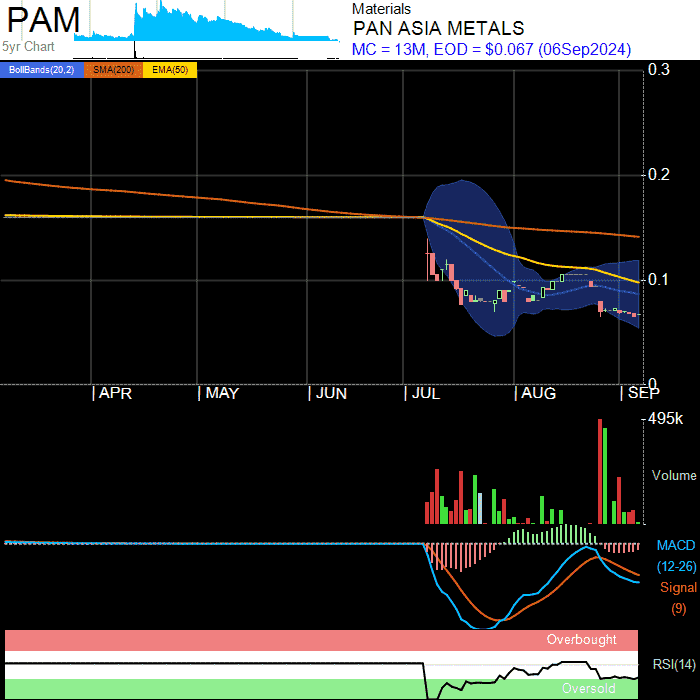 PAM
5yr Chart
Materials
PAN ASIA METALS
MC = 13M, EOD = $0.067 (06Sep2024)
BollBands(20,2) SMA(200) EMA(50)
0.3
0.2
0.1
0
| APR | MAY | JUN | JUL | AUG | SEP
495k
Volume
MACD
(12-26)
Signal
(9)
Overbought
RSI(14)
Oversold